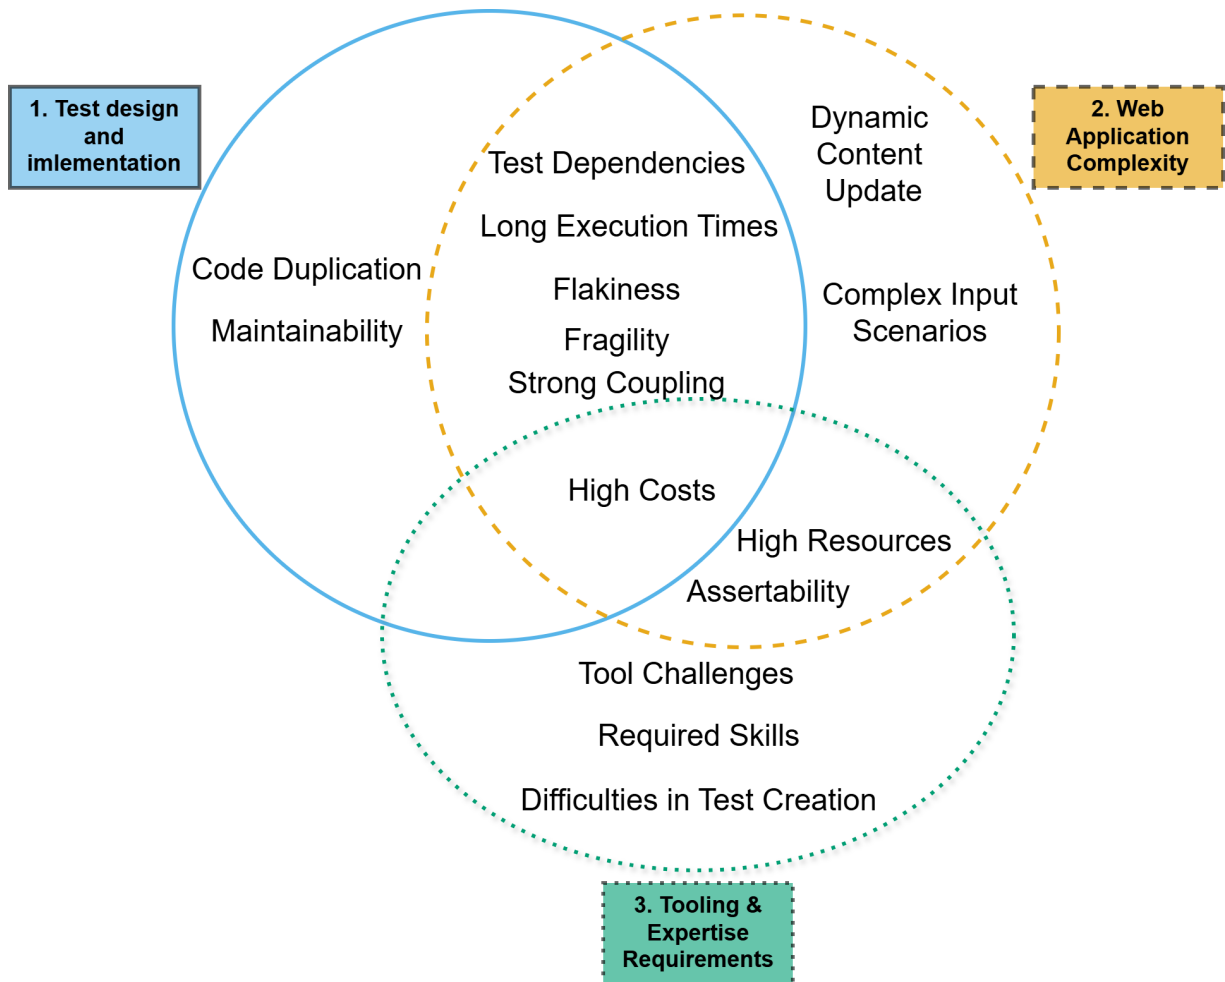 1. Test design
and
imlementation
2. Web
Application
Complexity
Dynamic
Content
Update
Test Dependencies
Long Execution Times
Code Duplication
Flakiness
Complex Input
Scenarios
Maintainability
Fragility
Strong Coupling
High Costs
High Resources
Assertability
Tool Challenges
Required Skills
Difficulties in Test Creation
3. Tooling &
Expertise
Requirements